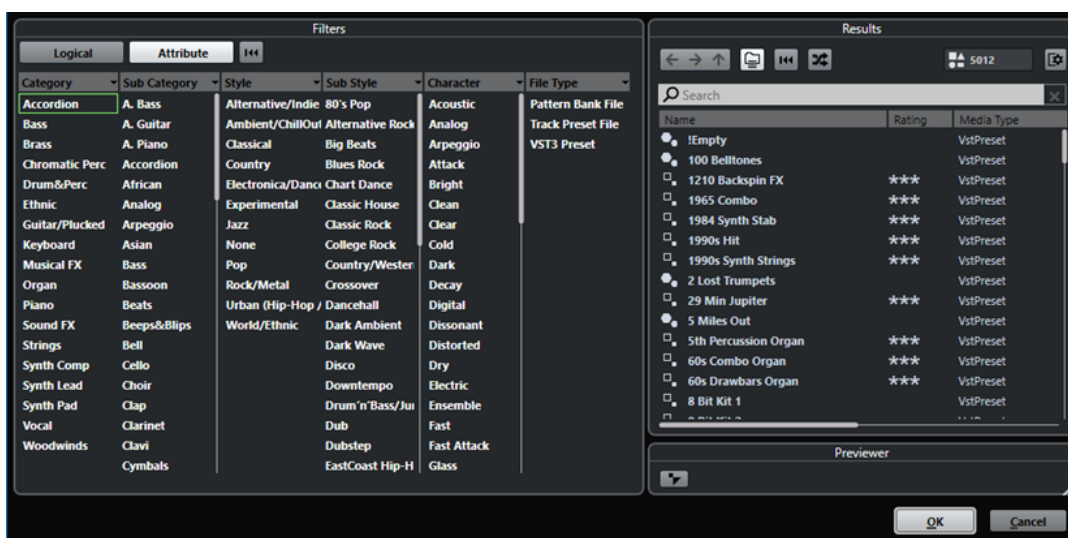 Filters
Logical
Attribute
Category
Sub Category
Style
Sub Style
Character
File Type
Accordion
Bass
Brass
Chromatic Perc
Drum&Perc
Ethnic
Guitar/Plucked
Keyboard
Musical FX
Organ
Piano
Sound FX
Strings
Synth Comp
Synth Lead
Synth Pad
Vocal
Woodwinds
A. Bass
A. Guitar
A. Piano
Accordion
African
Analog
Arpeggio
Asian
Bass
Bassoon
Beats
Beeps&Blips
Bell
Cello
Choir
Clap
Clarinet
Clavi
Cymbals
Alternative/Indie
Ambient/ChillOut
Classical
Country
Electronica/Danc
Experimental
Jazz
None
Pop
Rock/Metal
Urban (Hip-Hop /
World/Ethnic
80's Pop
Alternative Rock
Big Beats
Blues Rock
Chart Dance
Classic House
Classic Rock
College Rock
Country/Wester
Crossover
Dancehall
Dark Ambient
Dark Wave
Disco
Downtempo
Drum´n´Bass/Ju
Dub
Dubstep
EastCoast Hip-H
Acoustic
Analog
Arpeggio
Attack
Bright
Clean
Clear
Cold
Dark
Decay
Digital
Dissonant
Distorted
Dry
Electric
Ensemble
Fast
Fast Attack
Glass
Pattern Bank File
Track Preset File
VST3 Preset
Results
5012
Search
Name Rating Media Type
!Empty VstPreset
100 Belltones VstPreset
1210 Backspin FX *** VstPreset
1965 Combo *** VstPreset
1984 Synth Stab *** VstPreset
1990s Hit *** VstPreset
1990s Synth Strings *** VstPreset
2 Lost Trumpets VstPreset
29 Min Jupiter *** VstPreset
5 Miles Out VstPreset
5th Percussion Organ *** VstPreset
60s Combo Organ *** VstPreset
60s Drawbars Organ *** VstPreset
8 Bit Kit 1 VstPreset
Previewer
OK
Cancel